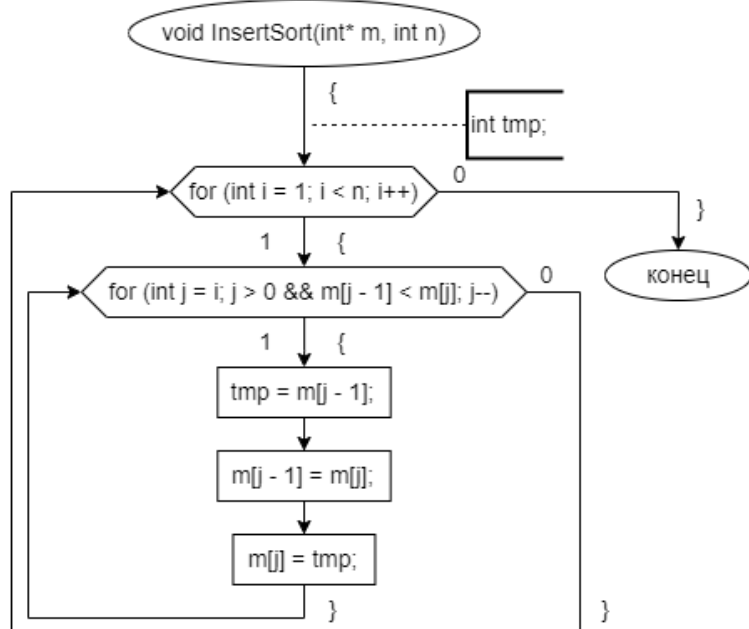 void InsertSort(int* m, int n)
{
int tmp;
for (int i = 1; i < n; i++)
0
}
1
{
конец
for (int j = i; j > 0 && m[j - 1] < m[j]; j--)
0
1
{
tmp = m[j - 1];
m[j - 1] = m[j];
m[j] = tmp;
}
}